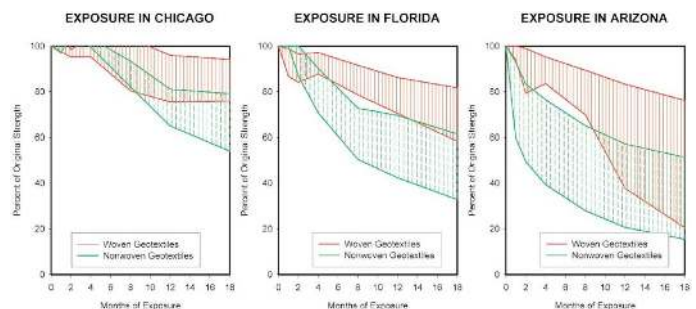 EXPOSURE IN CHICAGO
Percent of Original Strength
100
80
60
40
20
0
Woven Geotextiles
Nonwoven Geotextiles
0 2 4 6 8 10 12 14 16 18
Months of Exposure
EXPOSURE IN FLORIDA
Percent of Original Strength
100
80
60
40
20
0
Woven Geotextiles
Nonwoven Geotextiles
0 2 4 6 8 10 12 14 16 18
Months of Exposure
EXPOSURE IN ARIZONA
Percent of Original Strength
100
80
60
40
20
0
Woven Geotextiles
Nonwoven Geotextiles
0 2 4 6 8 10 12 14 16 18
Months of Exposure